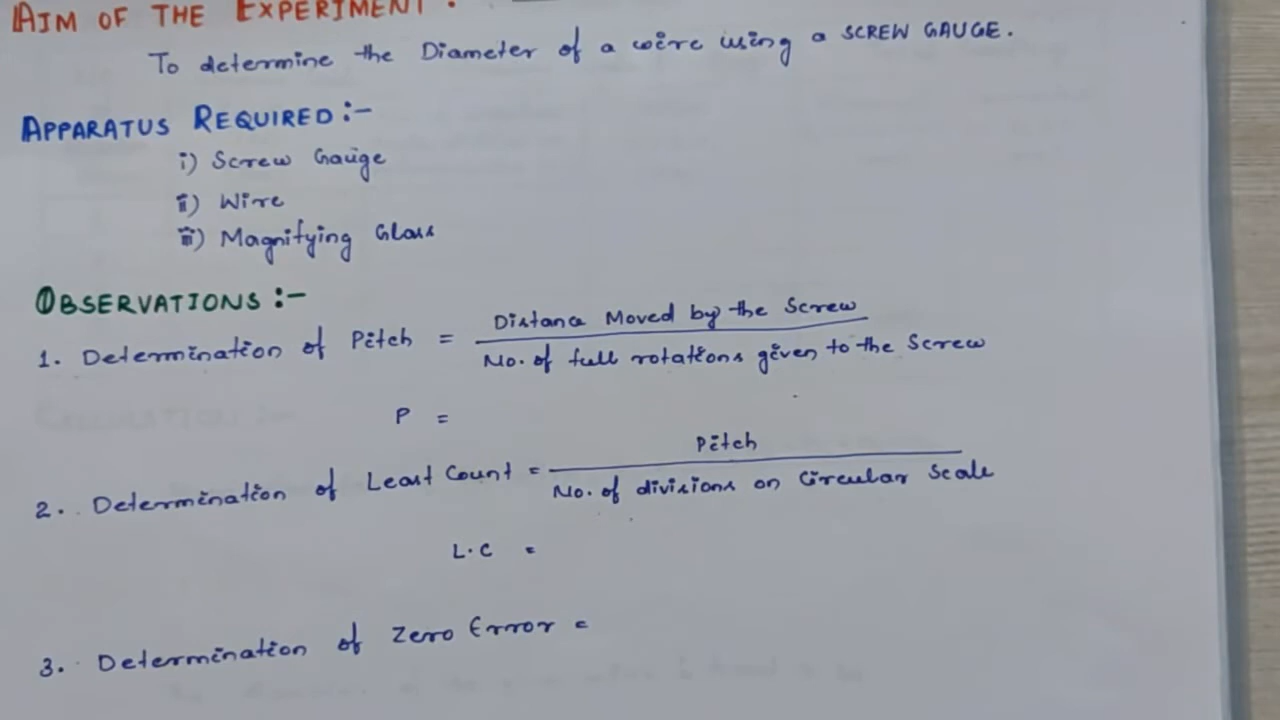 AIM OF THE EXPERIMENT :
To determine the Diameter of a wire using a SCREW GAUGE.
APPARATUS REQUIRED :-
i) Screw Gauge
ii) Wire
iii) Magnifying Glass
OBSERVATIONS :-
1. Determination of Pitch = Distance Moved by the Screw
No. of full rotations given to the Screw
P =
2. Determination of Least Count = Pitch
No. of divisions on Circular Scale
L.C =
3. Determination of Zero Error =